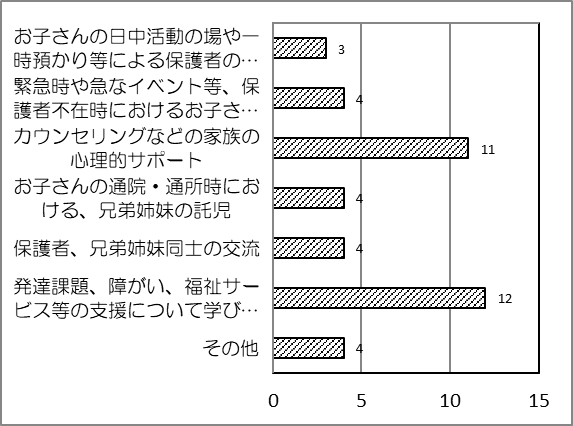 お子さんの日中活動の場や一
時預かり等による保護者の…
3
緊急時や急なイベント等、保
護者不在時におけるお子さ…
4
カウンセリングなどの家族の
心理的サポート
11
お子さんの通院・通所時にお
ける、兄弟姉妹の託児
4
保護者、兄弟姉妹同士の交流
4
発達課題、障がい、福祉サー
ビス等の支援について学び…
12
その他
4
0 5 10 15